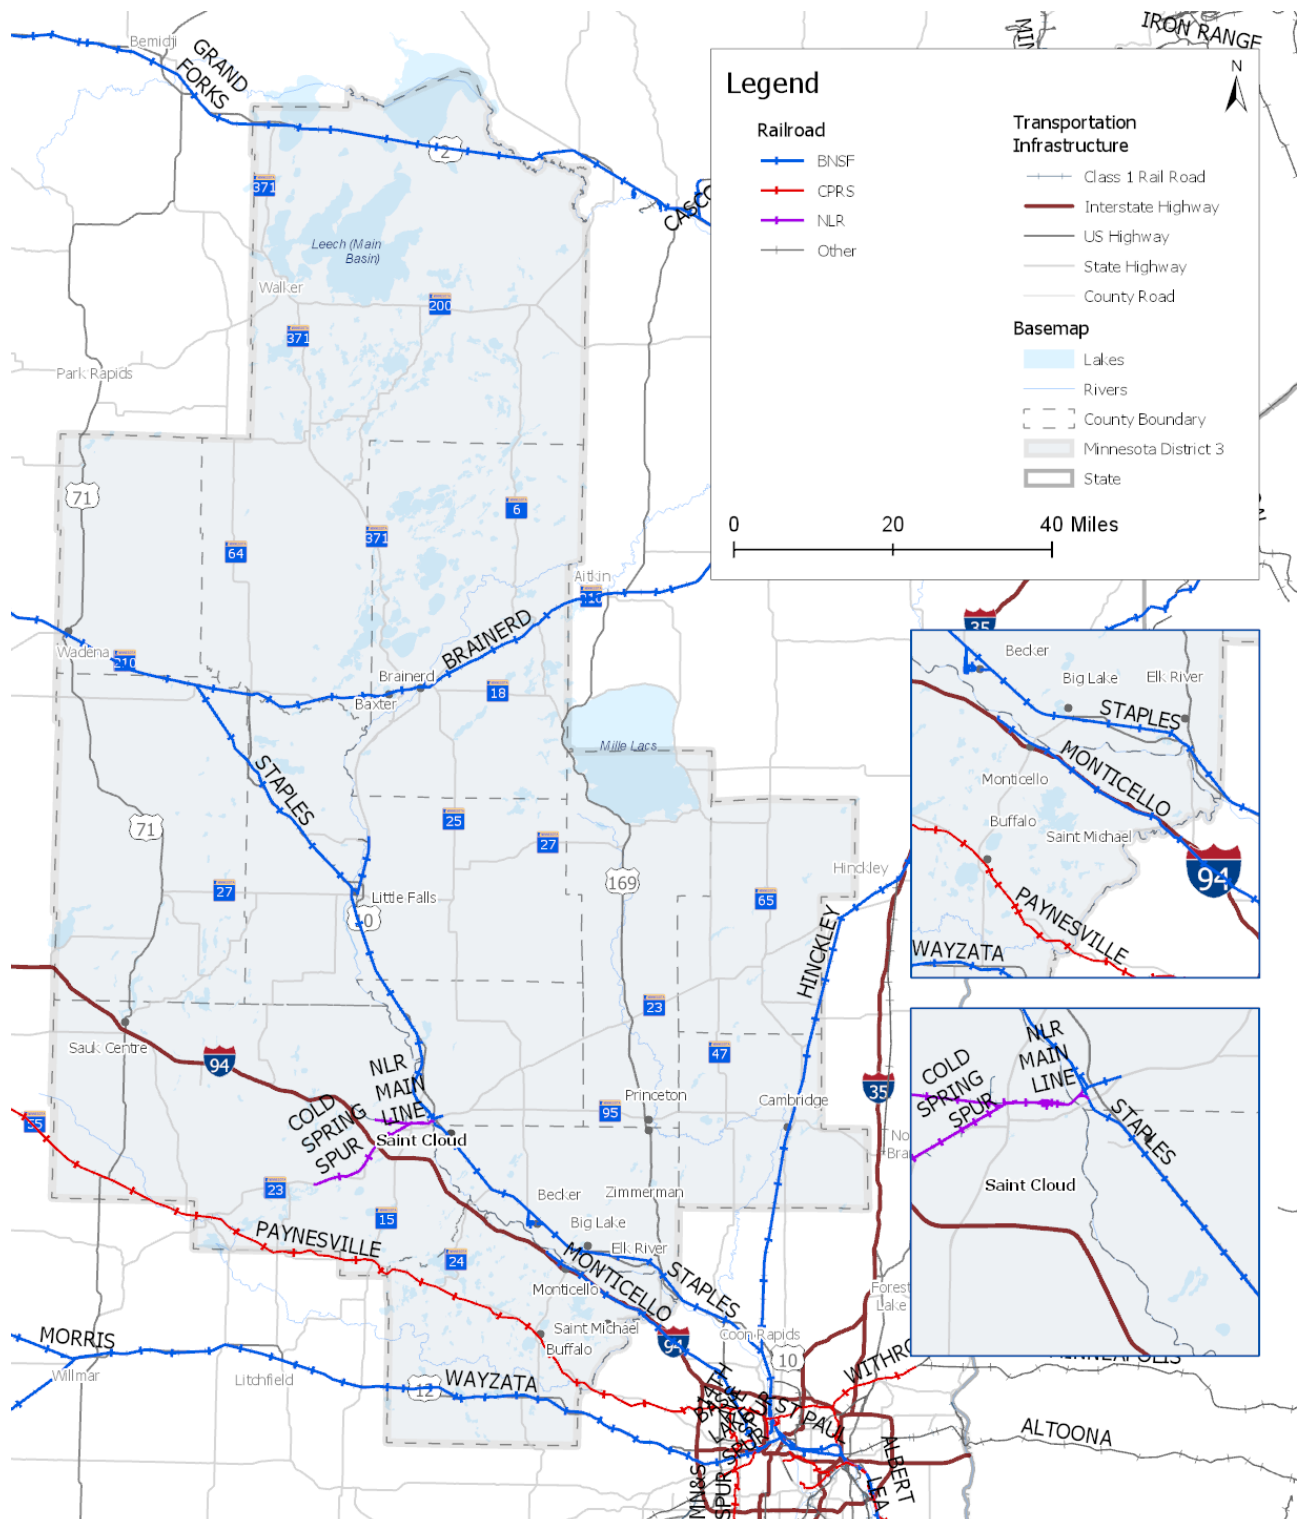 IRON RANGE
Bemidji
GRAND
FORKS
Legend
N
Railroad
BNSF
CPRS
NLR
Other
Transportation
Infrastructure
Class 1 Rail Road
Interstate Highway
US Highway
State Highway
County Road
Basemap
Lakes
Rivers
County Boundary
Minnesota District 3
State
0 20 40 Miles
2
371
Leech (Main
Basin)
Walker
200
371
Park Rapids
71
6
371
64
Aitkin
BRAINERD
Wadena
210
Brainerd
Baxter
18
STAPLES
Mille Lacs
71
25
27
169
27
Little Falls
65
Hinckley
HINCKLEY
35
23
47
Sauk Centre
94
NLR
MAIN
LINE
COLD
SPRING
SPUR
Saint Cloud
55
95
Princeton
Cambridge
35
23
15
Becker
Zimmerman
Big Lake
Elk River
PAYNESVILLE
24
MONTICELLO
STAPLES
Monticello
Saint Michael
Buffalo
94
Coon Rapids
10
Forest
Lake
MORRIS
Willmar
Litchfield
12
WAYZATA
ST PAUL
ALBERT
LEA
MN&S
SPUR
ALTOONA
Becker
Big Lake
Elk River
STAPLES
MONTICELLO
Monticello
Buffalo
Saint Michael
94
PAYNESVILLE
WAYZATA
NLR
MAIN
LINE
COLD
SPRING
SPUR
STAPLES
Saint Cloud